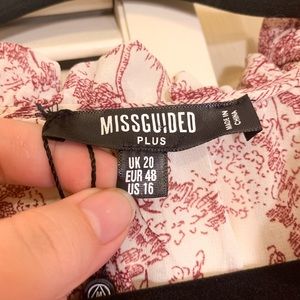 MISSGUIDED
PLUS
MADE IN
CHINA
UK 20
EUR 48
US 16